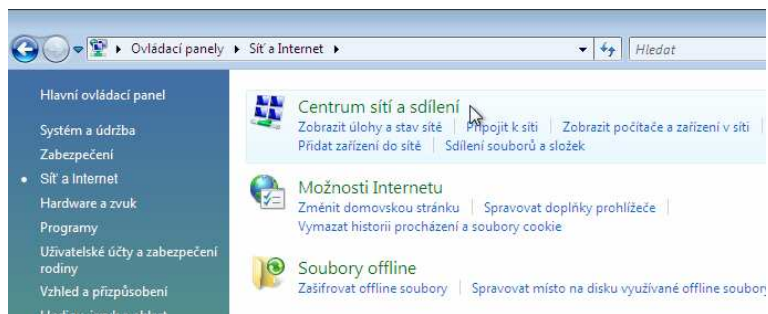 Ovládací panely ▸ Síť a Internet ▸
Hledat
Hlavní ovládací panel
Systém a údržba
Zabezpečení
• Síť a Internet
Hardware a zvuk
Programy
Uživatelské účty a zabezpečení
rodiny
Vzhled a přizpůsobení
Centrum sítí a sdílení
Zobrazit úlohy a stav sítě | Připojit k síti | Zobrazit počítače a zařízení v síti |
Přidat zařízení do sítě | Sdílení souborů a složek
Možnosti Internetu
Změnit domovskou stránku | Spravovat doplňky prohlížeče |
Vymazat historii procházení a soubory cookie
Soubory offline
Zašifrovat offline soubory | Spravovat místo na disku využívané offline soubory